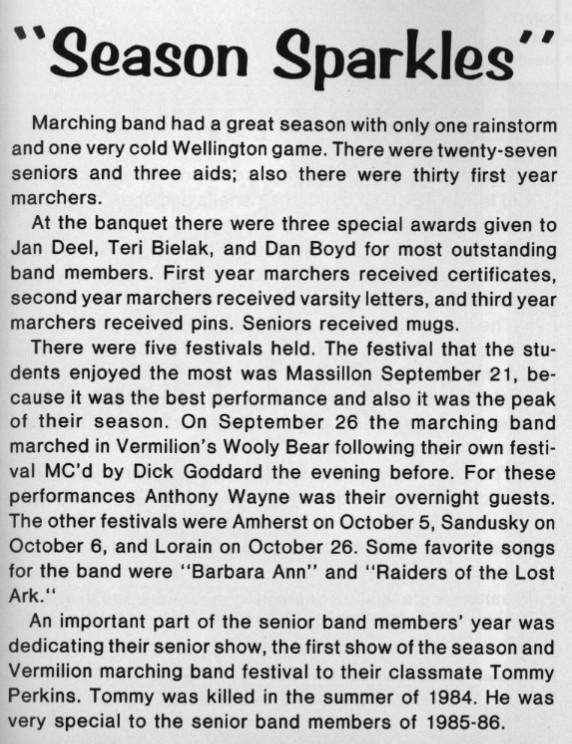 "Season Sparkles"
Marching band had a great season with only one rainstorm
and one very cold Wellington game. There were twenty-seven
seniors and three aids; also there were thirty first year
marchers.
At the banquet there were three special awards given to
Jan Deel, Teri Bielak, and Dan Boyd for most outstanding
band members. First year marchers received certificates,
second year marchers received varsity letters, and third year
marchers received pins. Seniors received mugs.
There were five festivals held. The festival that the stu-
dents enjoyed the most was Massillon September 21, be-
cause it was the best performance and also it was the peak
of their season. On September 26 the marching band
marched in Vermilion's Wooly Bear following their own festi-
val MC'd by Dick Goddard the evening before. For these
performances Anthony Wayne was their overnight guests.
The other festivals were Amherst on October 5, Sandusky on
October 6, and Lorain on October 26. Some favorite songs
for the band were "Barbara Ann" and "Raiders of the Lost
Ark."
An important part of the senior band members' year was
dedicating their senior show, the first show of the season and
Vermilion marching band festival to their classmate Tommy
Perkins. Tommy was killed in the summer of 1984. He was
very special to the senior band members of 1985-86.